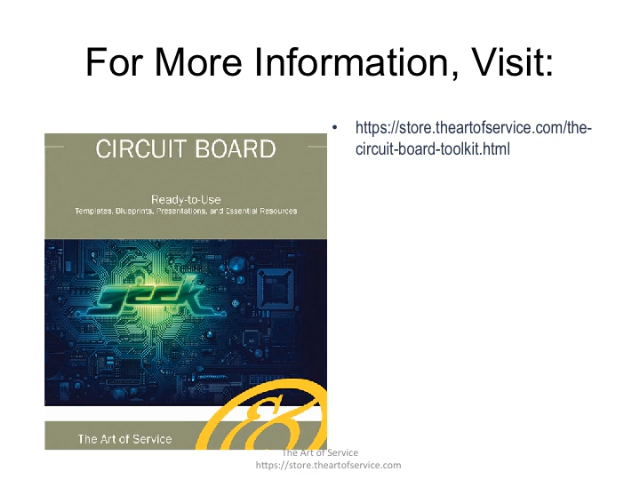 For More Information, Visit:
• https://store.theartofservice.com/the-
circuit-board-toolkit.html
CIRCUIT BOARD
Ready-to-Use
Templates, Blueprints, Presentations, and Essential Resources
geek
The Art of Service
The Art of Service
https://store.theartofservice.com